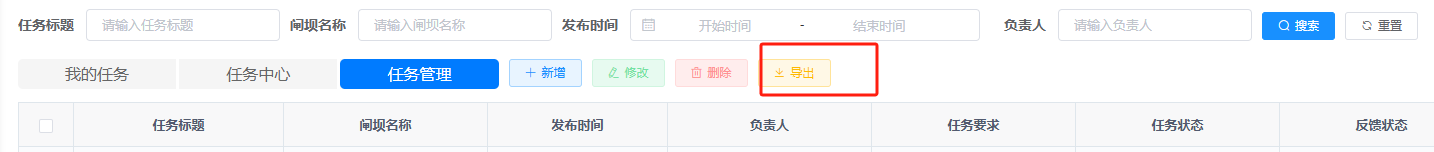 任务标题 请输入任务标题 闸坝名称 请输入闸坝名称 发布时间 开始时间 - 结束时间 负责人 请输入负责人 搜索 重置
我的任务 任务中心 任务管理 新增 修改 删除 导出
任务标题 闸坝名称 发布时间 负责人 任务要求 任务状态 反馈状态